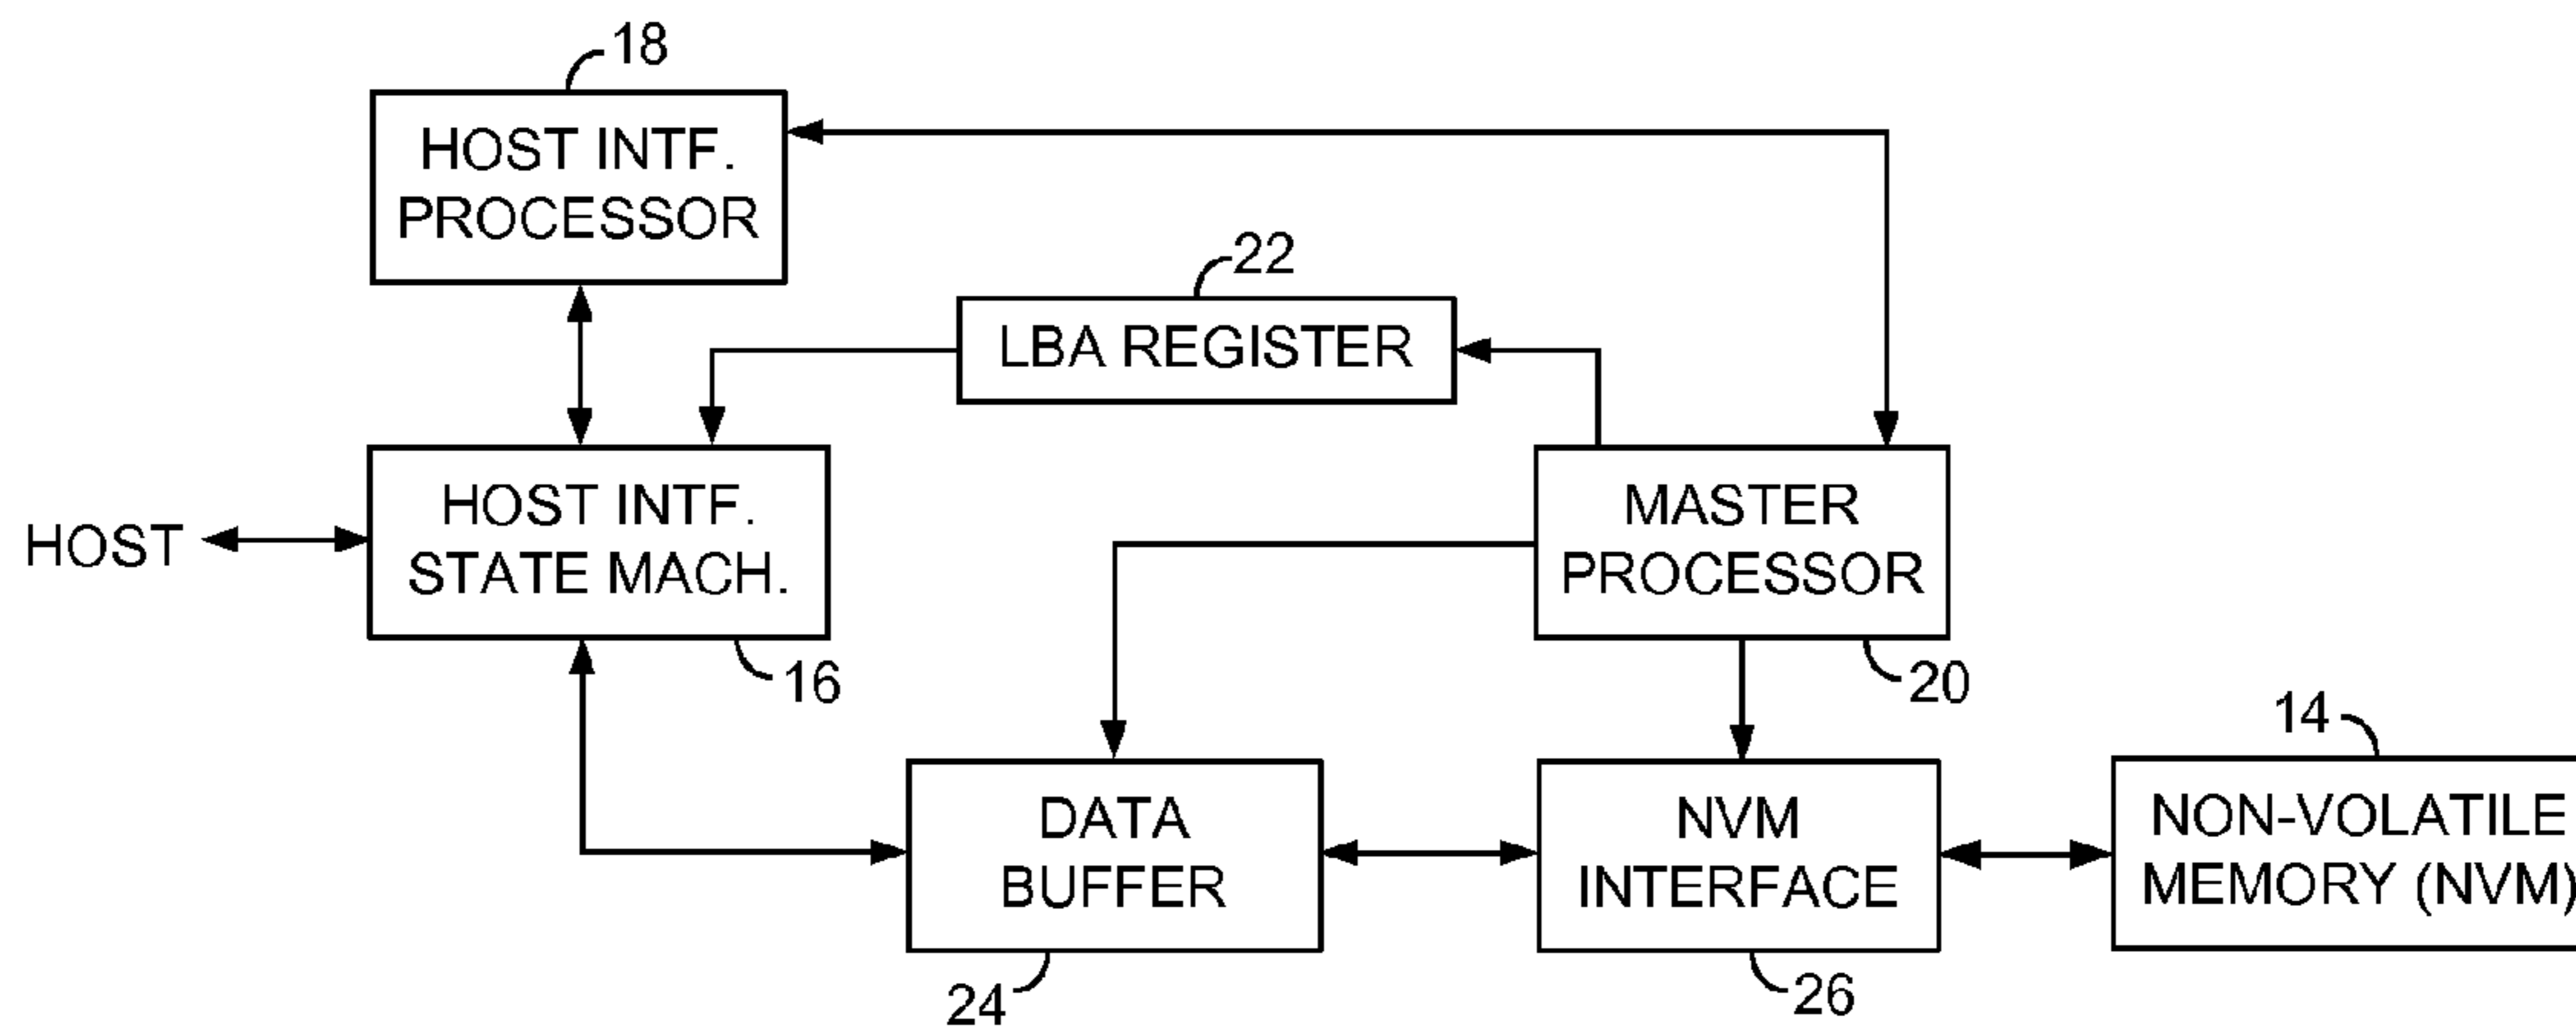 18
HOST INTF.
PROCESSOR
22
LBA REGISTER
HOST
HOST INTF.
STATE MACH.
16
MASTER
PROCESSOR
20
14
DATA
BUFFER
24
NVM
INTERFACE
26
NON-VOLATILE
MEMORY (NVM)